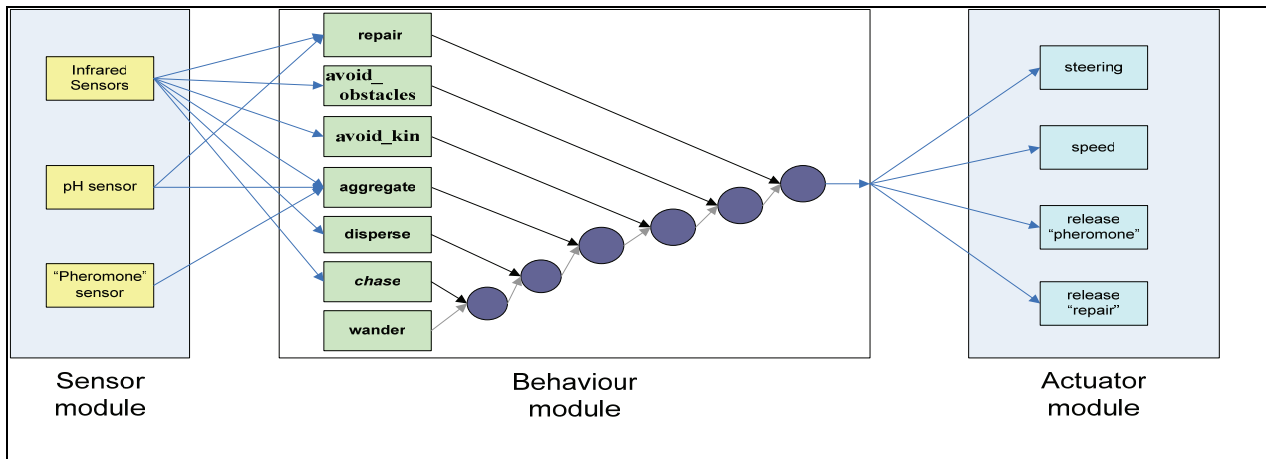 Infrared
Sensors
pH sensor
“Pheromone”
sensor
Sensor
module
repair
avoid_
obstacles
avoid_kin
aggregate
disperse
chase
wander
Behaviour
module
steering
speed
release
“pheromone”
release
“repair”
Actuator
module